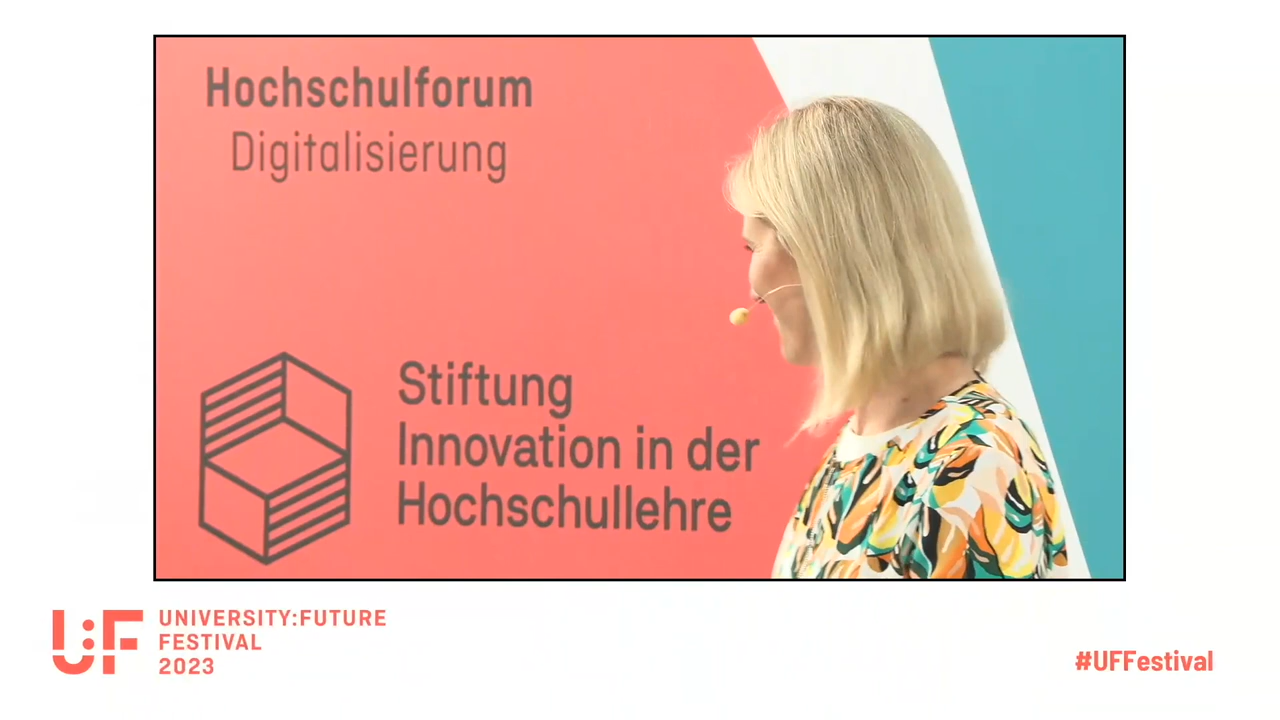 Hochschulforum
Digitalisierung
Stiftung
Innovation in der
Hochschullehre
U:F
UNIVERSITY:FUTURE
FESTIVAL
2023
#UFFestival